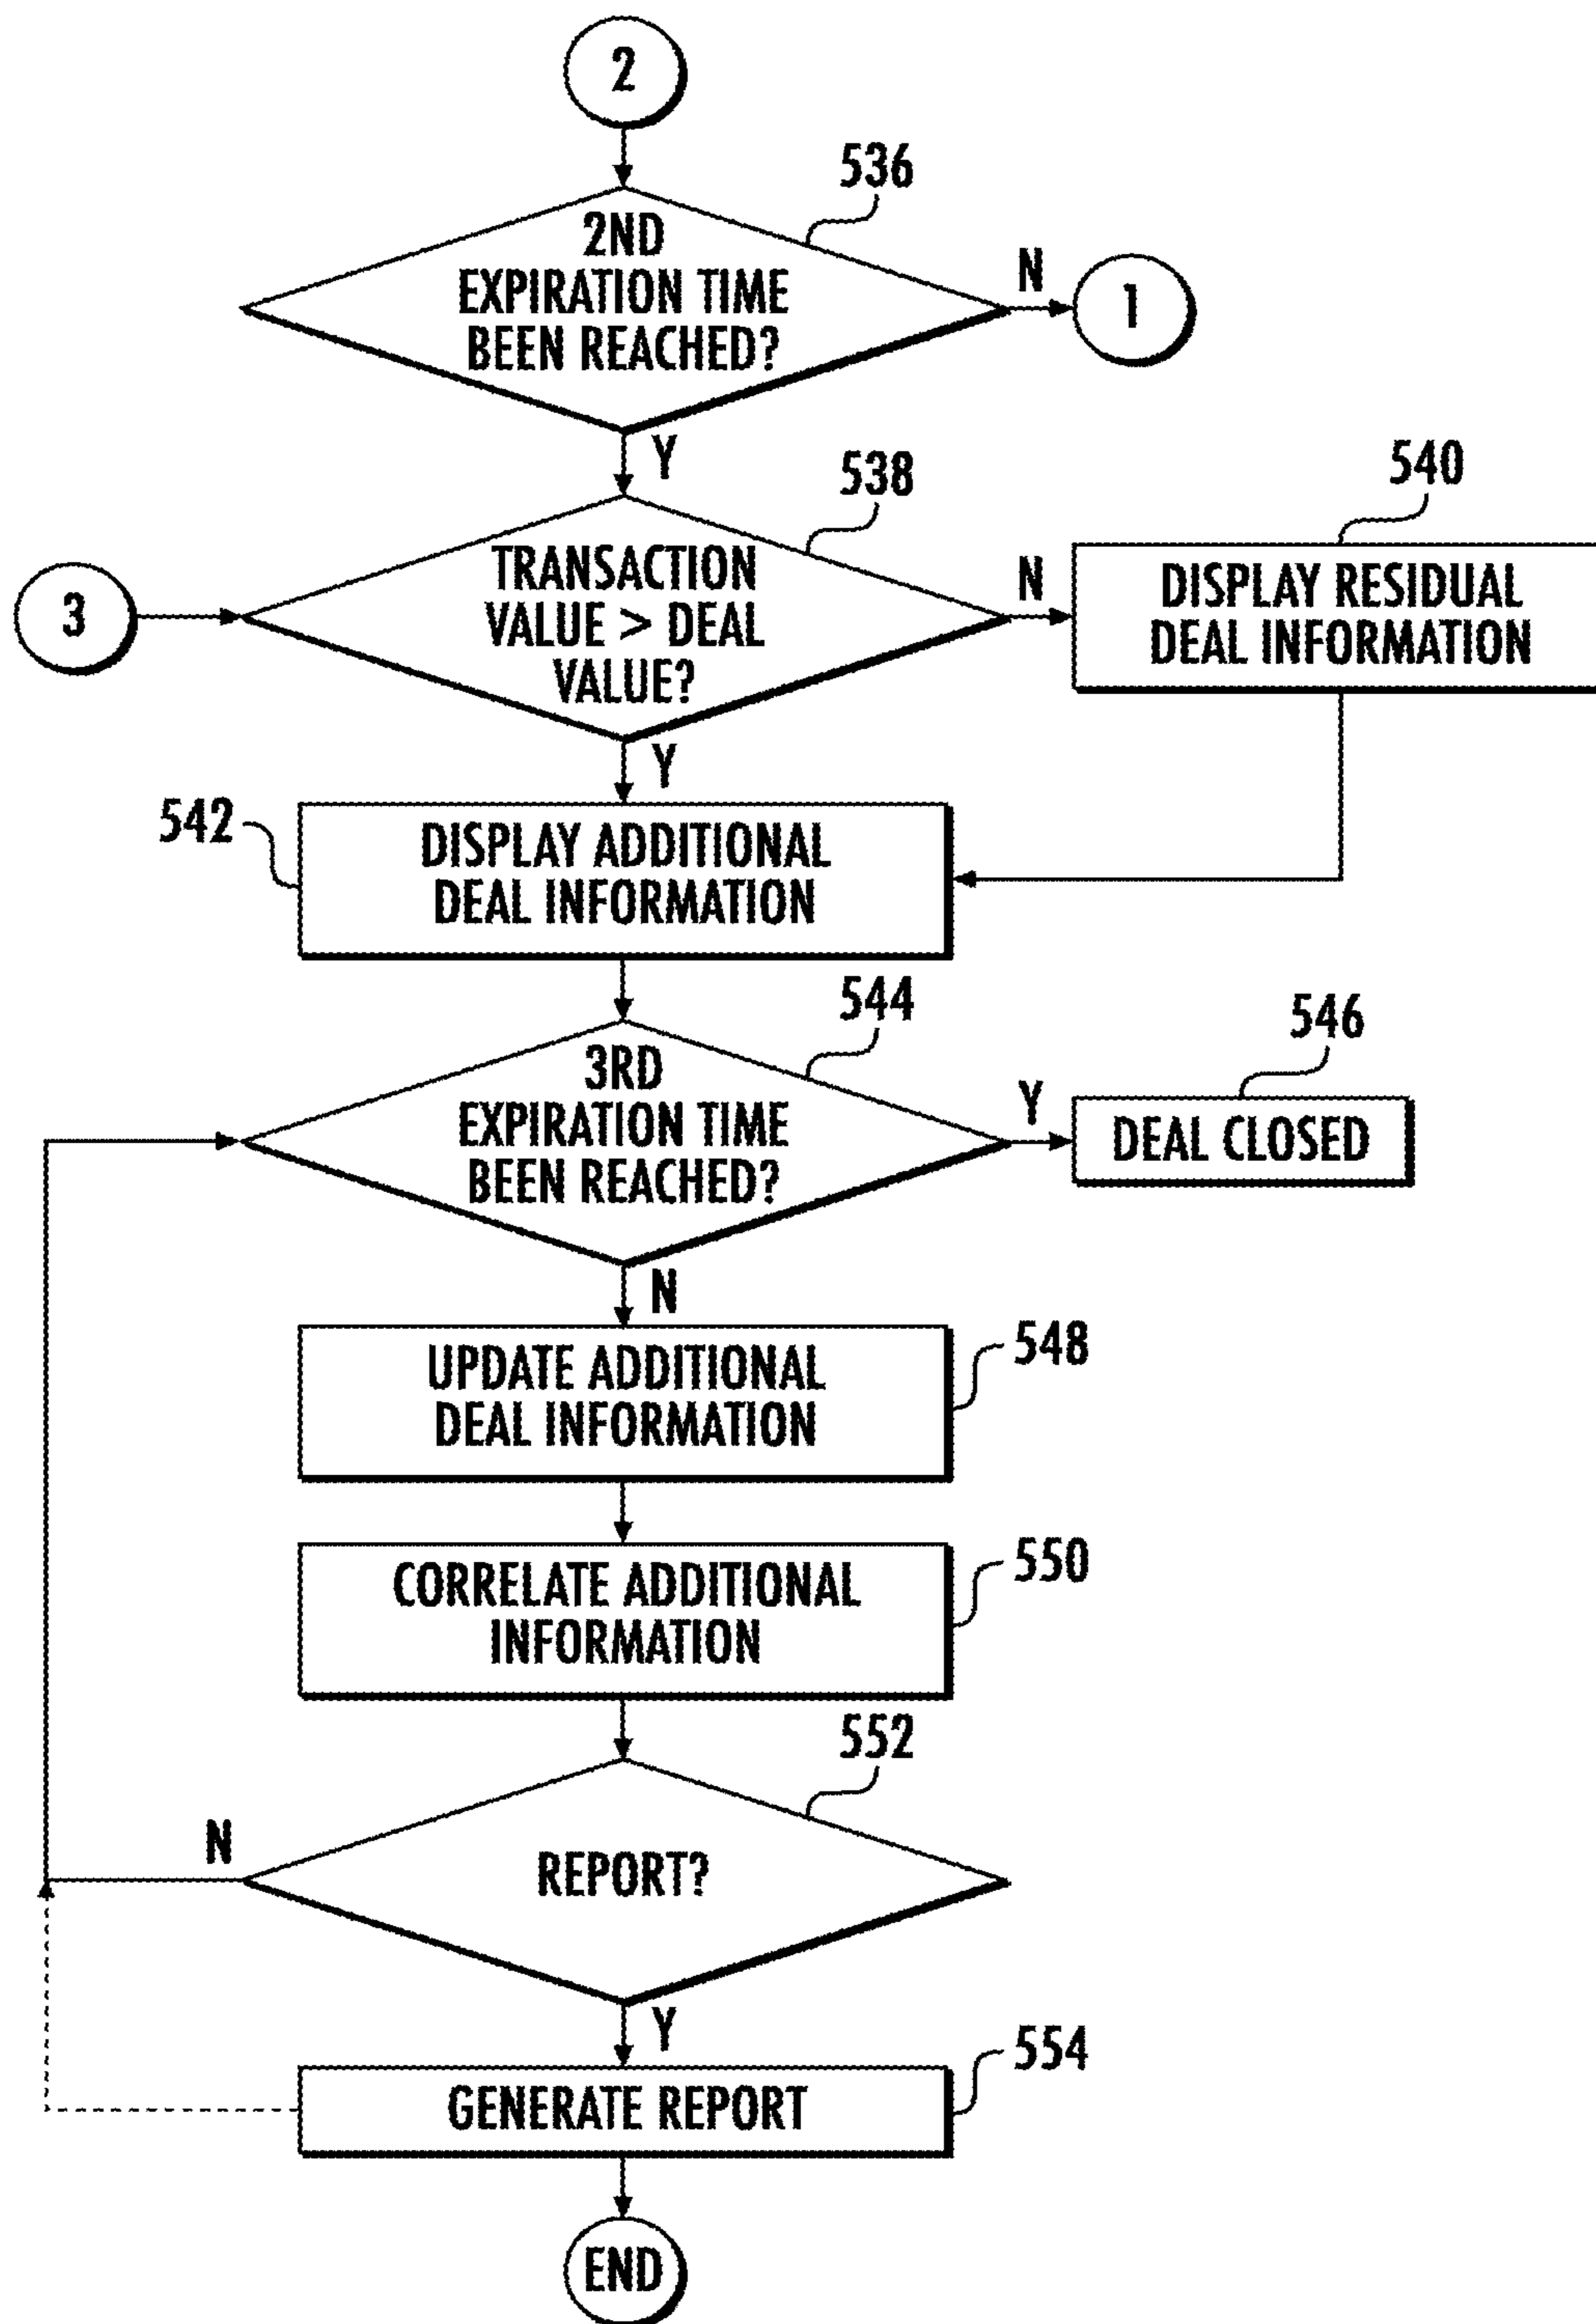 2
536
2ND
EXPIRATION TIME
BEEN REACHED?
N
1
Y
538
540
3
TRANSACTION
VALUE > DEAL
VALUE?
N
DISPLAY RESIDUAL
DEAL INFORMATION
Y
542
DISPLAY ADDITIONAL
DEAL INFORMATION
544
546
3RD
EXPIRATION TIME
BEEN REACHED?
Y
DEAL CLOSED
N
548
UPDATE ADDITIONAL
DEAL INFORMATION
550
CORRELATE ADDITIONAL
INFORMATION
552
N
REPORT?
Y
554
GENERATE REPORT
END